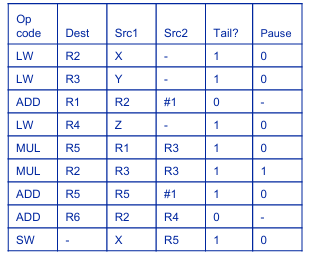 Op code Dest Src1 Src2 Tail? Pause
LW R2 X - 1 0
LW R3 Y - 1 0
ADD R1 R2 #1 0 -
LW R4 Z - 1 0
MUL R5 R1 R3 1 0
MUL R2 R3 R3 1 1
ADD R5 R5 #1 1 0
ADD R6 R2 R4 0 -
SW - X R5 1 0